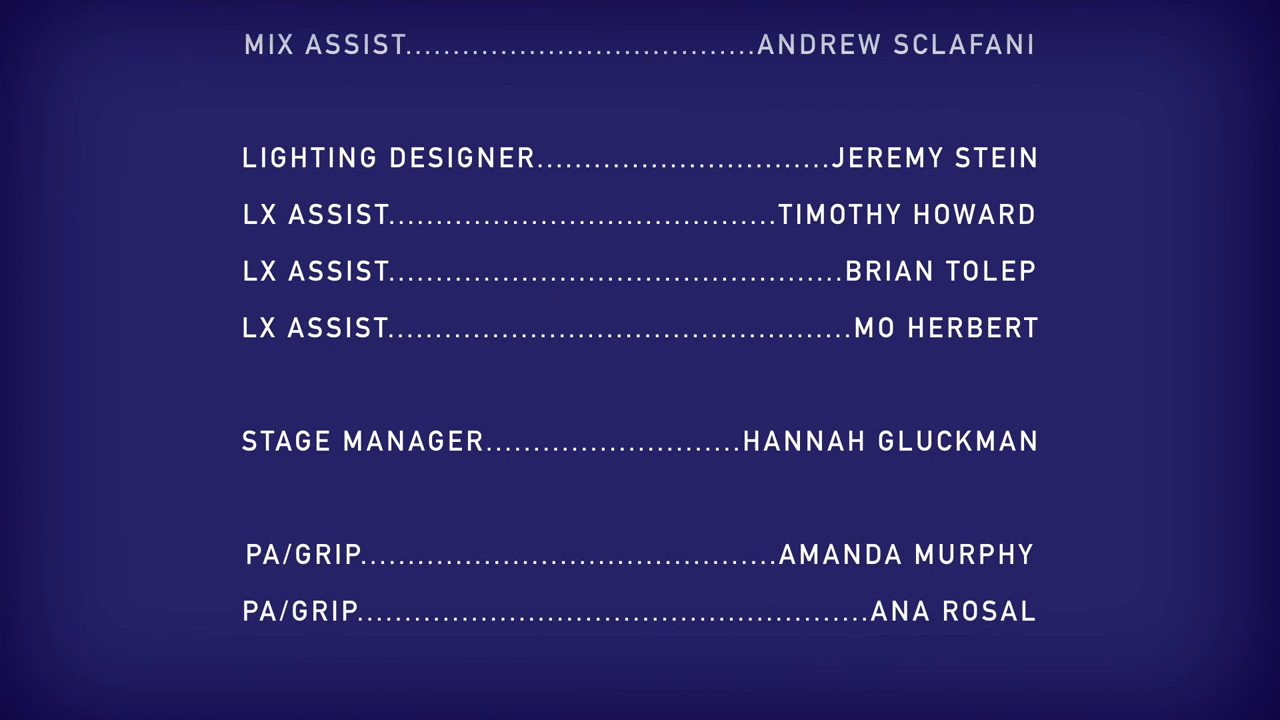 MIX ASSIST.....................................ANDREW SCLAFANI
LIGHTING DESIGNER...............................JEREMY STEIN
LX ASSIST.........................................TIMOTHY HOWARD
LX ASSIST................................................BRIAN TOLEP
LX ASSIST.................................................MO HERBERT
STAGE MANAGER...........................HANNAH GLUCKMAN
PA/GRIP............................................AMANDA MURPHY
PA/GRIP......................................................ANA ROSAL